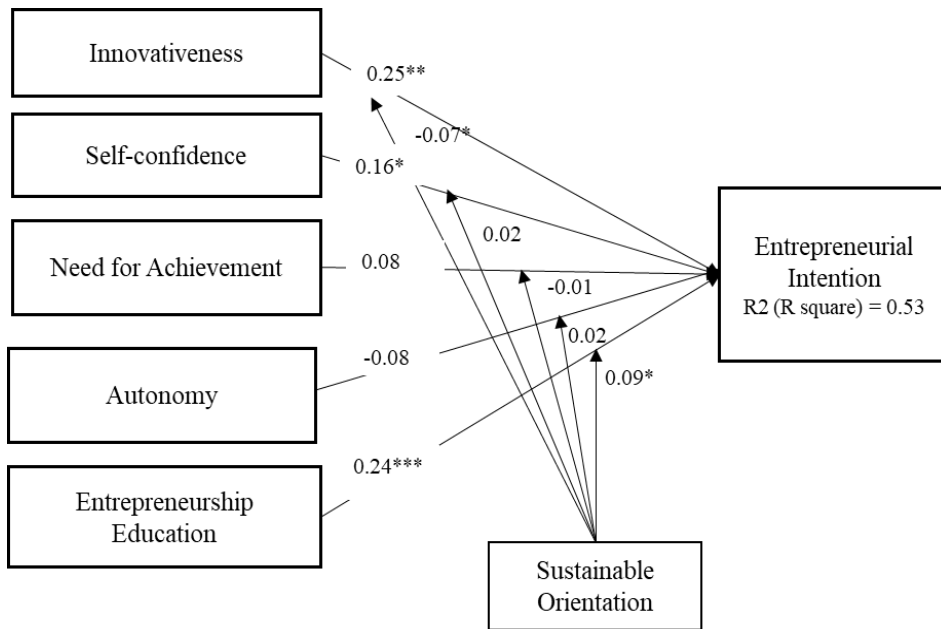 Innovativeness
0.25**
-0.07*
Self-confidence
0.16*
0.02
Need for Achievement
0.08
-0.01
Entrepreneurial
Intention
R2 (R square) = 0.53
Autonomy
-0.08
0.02
0.09*
Entrepreneurship
Education
0.24***
Sustainable
Orientation